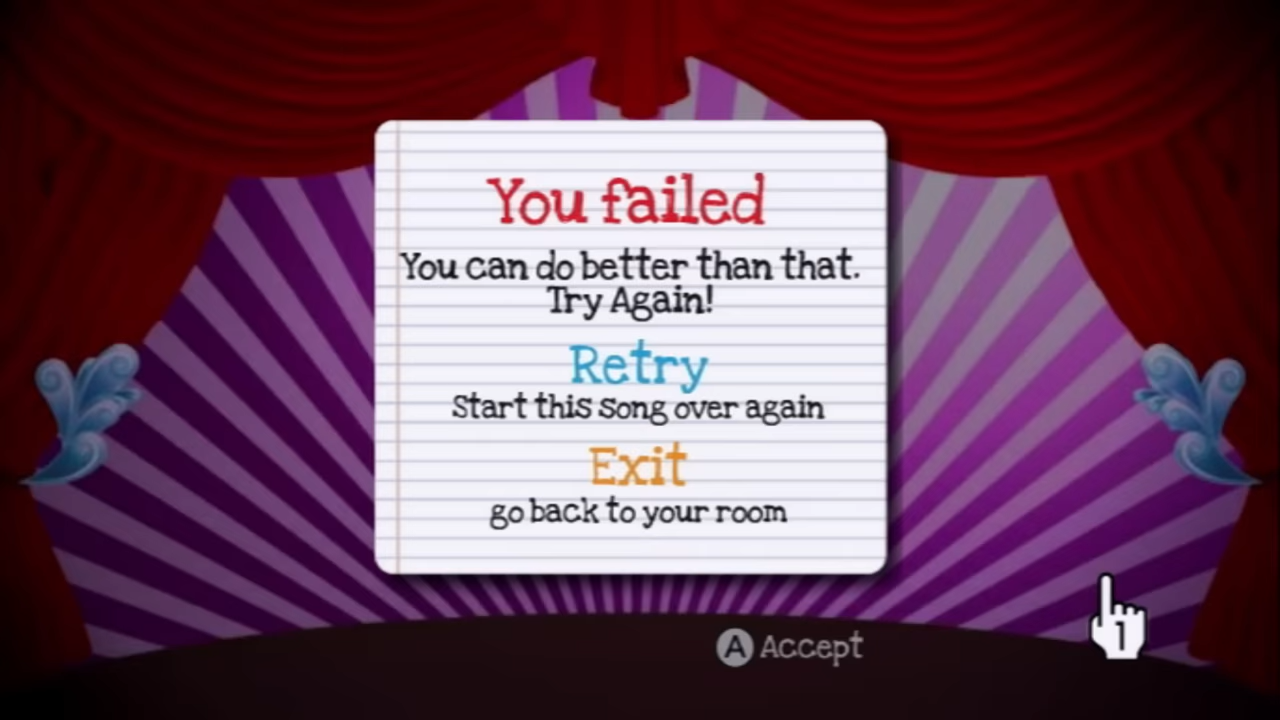 You failed
You can do better than that.
Try Again!
Retry
Start this song over again
Exit
go back to your room
A Accept
1